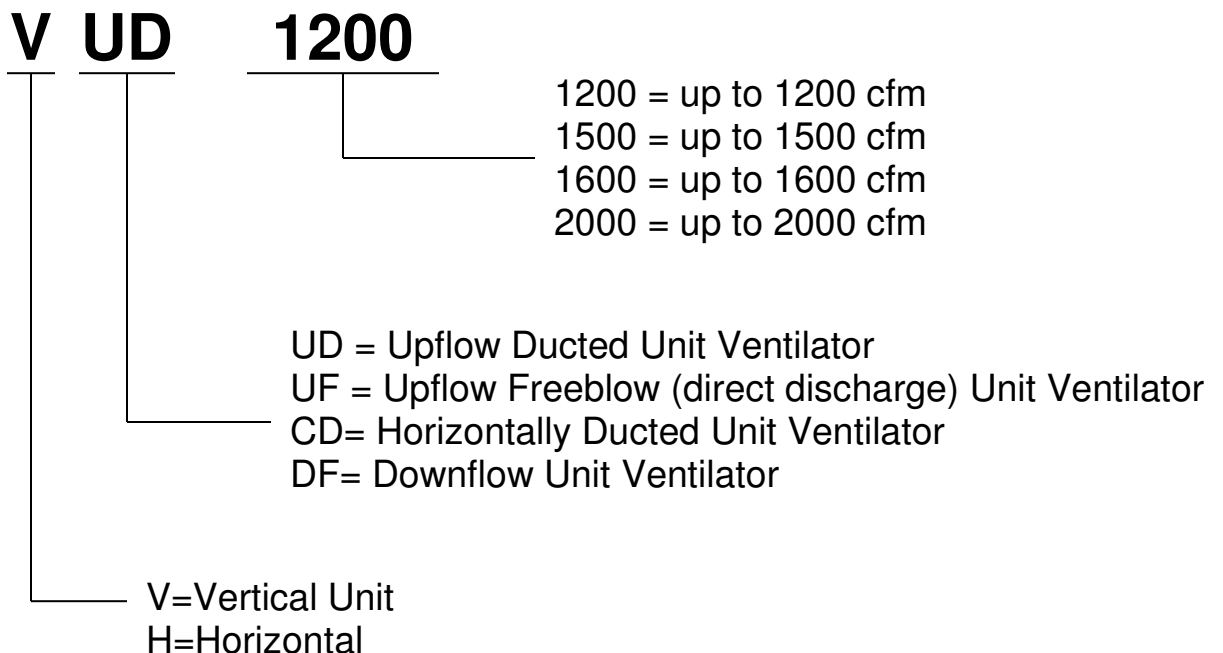 V UD 1200
1200 = up to 1200 cfm
1500 = up to 1500 cfm
1600 = up to 1600 cfm
2000 = up to 2000 cfm
UD = Upflow Ducted Unit Ventilator
UF = Upflow Freeblow (direct discharge) Unit Ventilator
CD= Horizontally Ducted Unit Ventilator
DF= Downflow Unit Ventilator
V=Vertical Unit
H=Horizontal